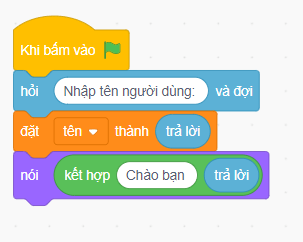 Khi bấm vào
hỏi Nhập tên người dùng: và đợi
đặt tên thành trả lời
nói kết hợp Chào bạn trả lời